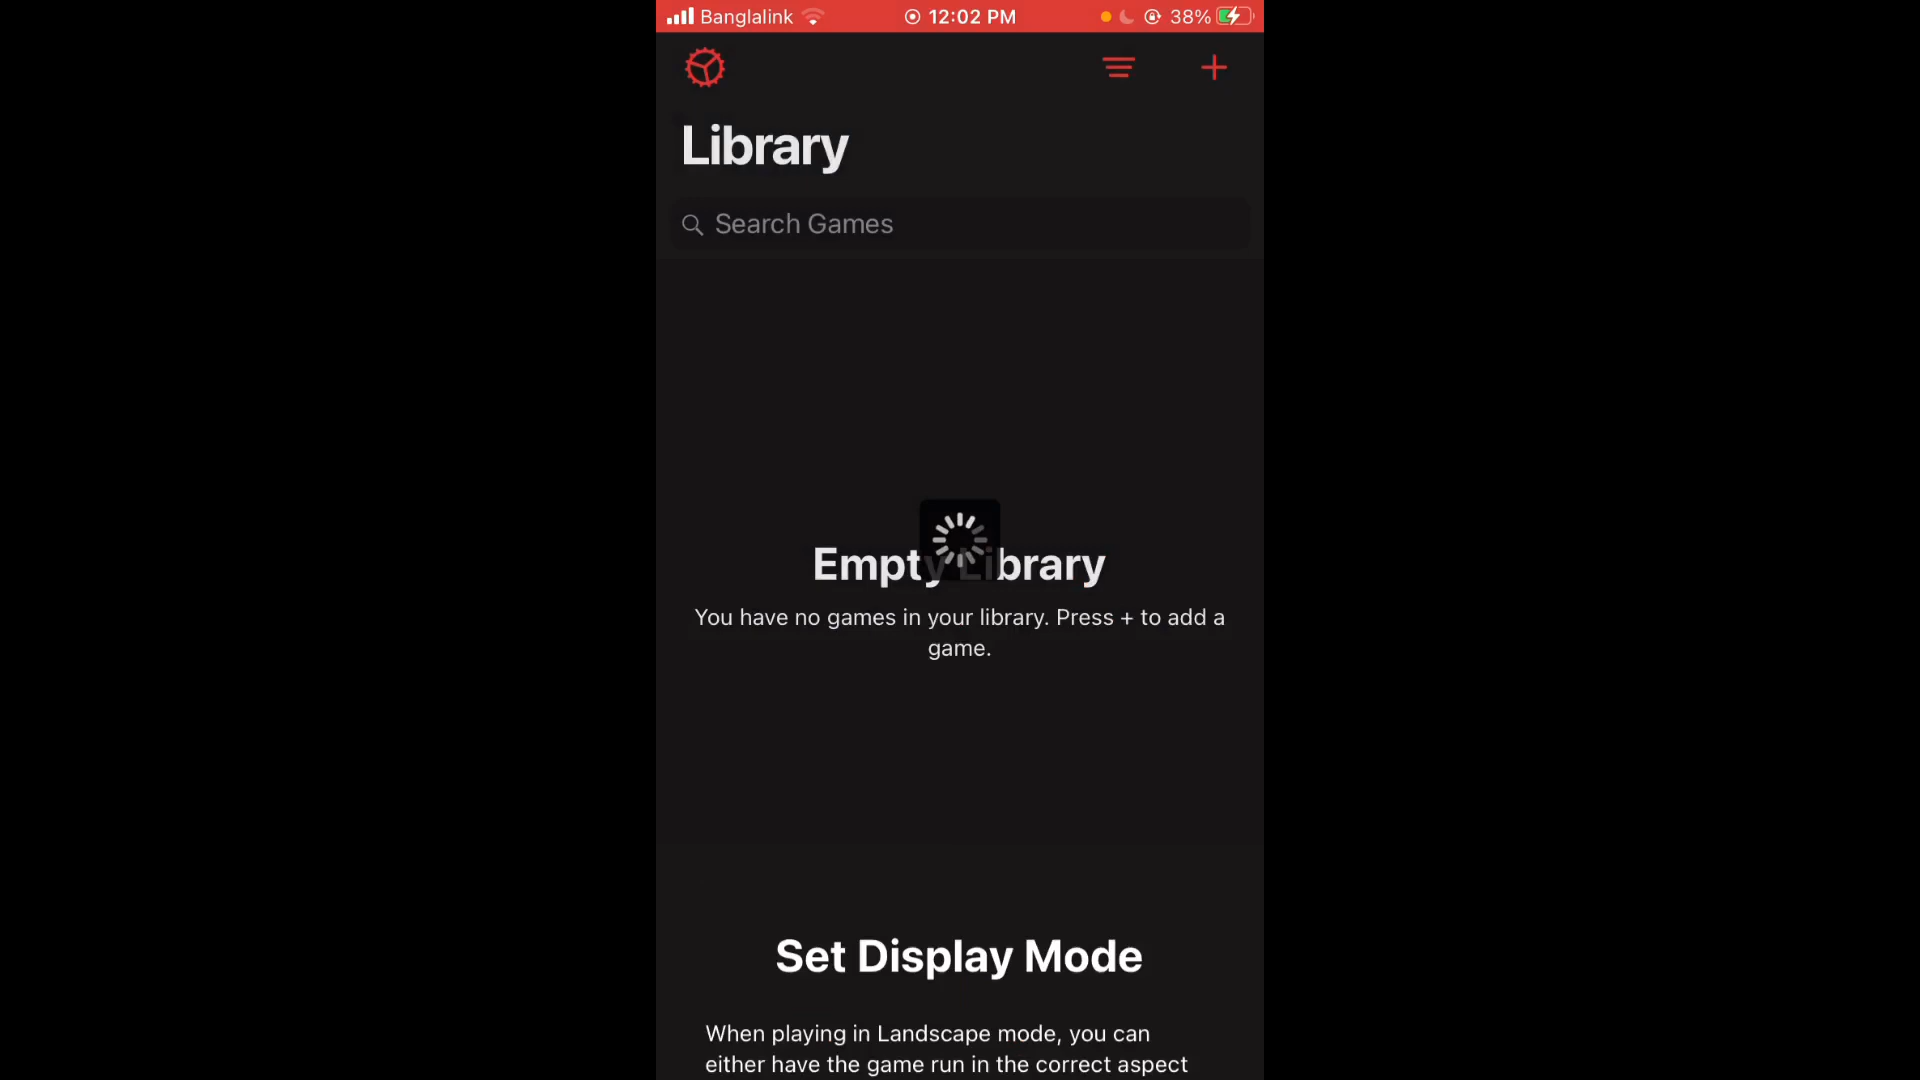 Banglalink 12:02 PM 38%
Library
Search Games
Empty Library
You have no games in your library. Press + to add a
game.
Set Display Mode
When playing in Landscape mode, you can
either have the game run in the correct aspect